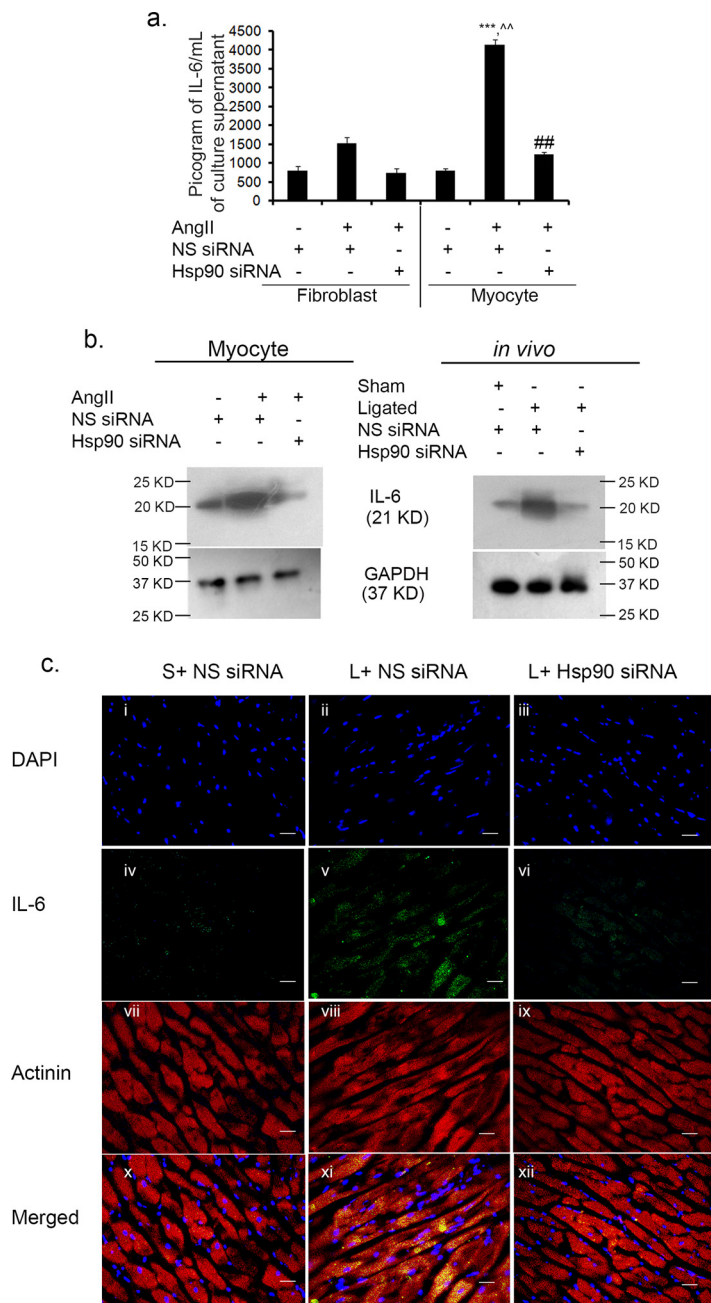 a.
Picogram of IL-6/mL
of culture supernatant
4500
4000
3500
3000
2500
2000
1500
1000
500
0
***,^^
##
AngII - + + - + +
NS siRNA + + - + + -
Hsp90 siRNA - - + - - +
Fibroblast Myocyte
b.
Myocyte
AngII - + +
NS siRNA + + -
Hsp90 siRNA - - +
25 KD
20 KD
15 KD
50 KD
37 KD
25 KD
IL-6
(21 KD)
GAPDH
(37 KD)
in vivo
Sham + - -
Ligated - + +
NS siRNA + + -
Hsp90 siRNA - - +
25 KD
20 KD
15 KD
50 KD
37 KD
25 KD
c.
S+ NS siRNA L+ NS siRNA L+ Hsp90 siRNA
DAPI i ii iii
IL-6 iv v vi
Actinin vii viii ix
Merged x xi xii